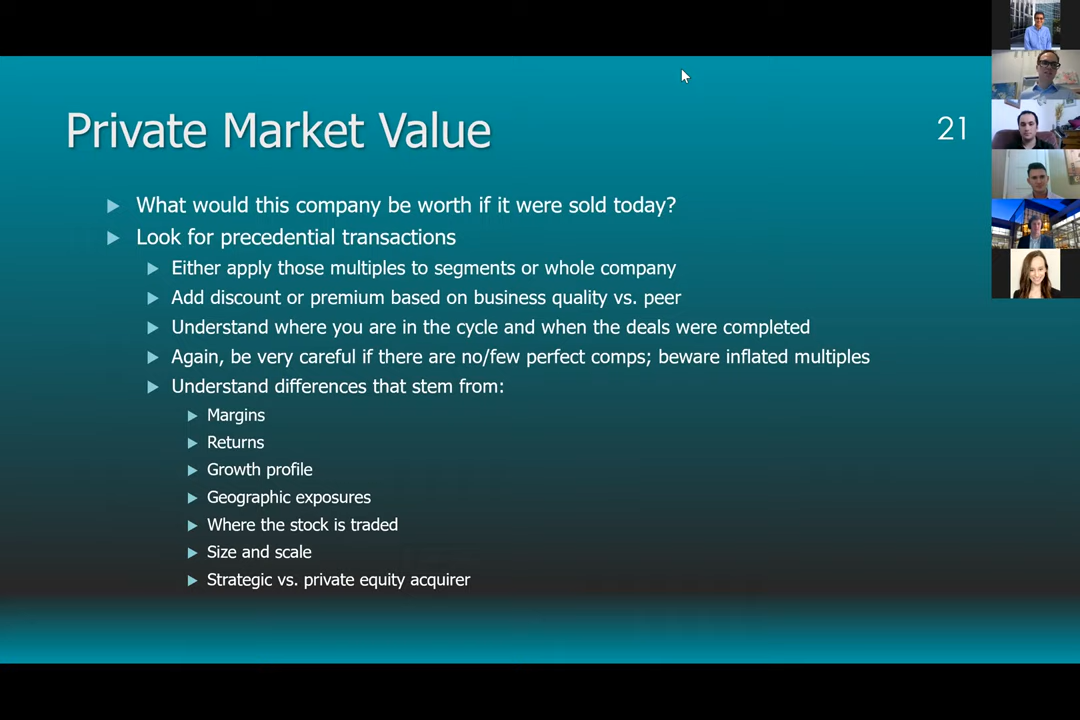 Private Market Value
21
What would this company be worth if it were sold today?
Look for precedential transactions
Either apply those multiples to segments or whole company
Add discount or premium based on business quality vs. peer
Understand where you are in the cycle and when the deals were completed
Again, be very careful if there are no/few perfect comps; beware inflated multiples
Understand differences that stem from:
Margins
Returns
Growth profile
Geographic exposures
Where the stock is traded
Size and scale
Strategic vs. private equity acquirer